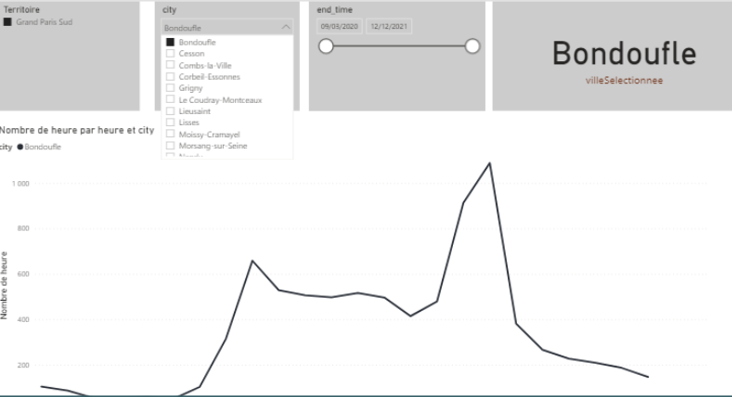 Territoire
Grand Paris Sud
city
Bondoufle
Bondoufle
Cesson
Combs-la-Ville
Corbeil-Essonnes
Grigny
Le Coudray-Montceaux
Lieusaint
Lisses
Moissy-Cramayel
Morsang-sur-Seine
end_time
09/03/2020 12/12/2021
Bondoufle
villeSelectionnee
Nombre de heure par heure et city
city Bondoufle
Nombre de heure
1 000
800
600
400
200